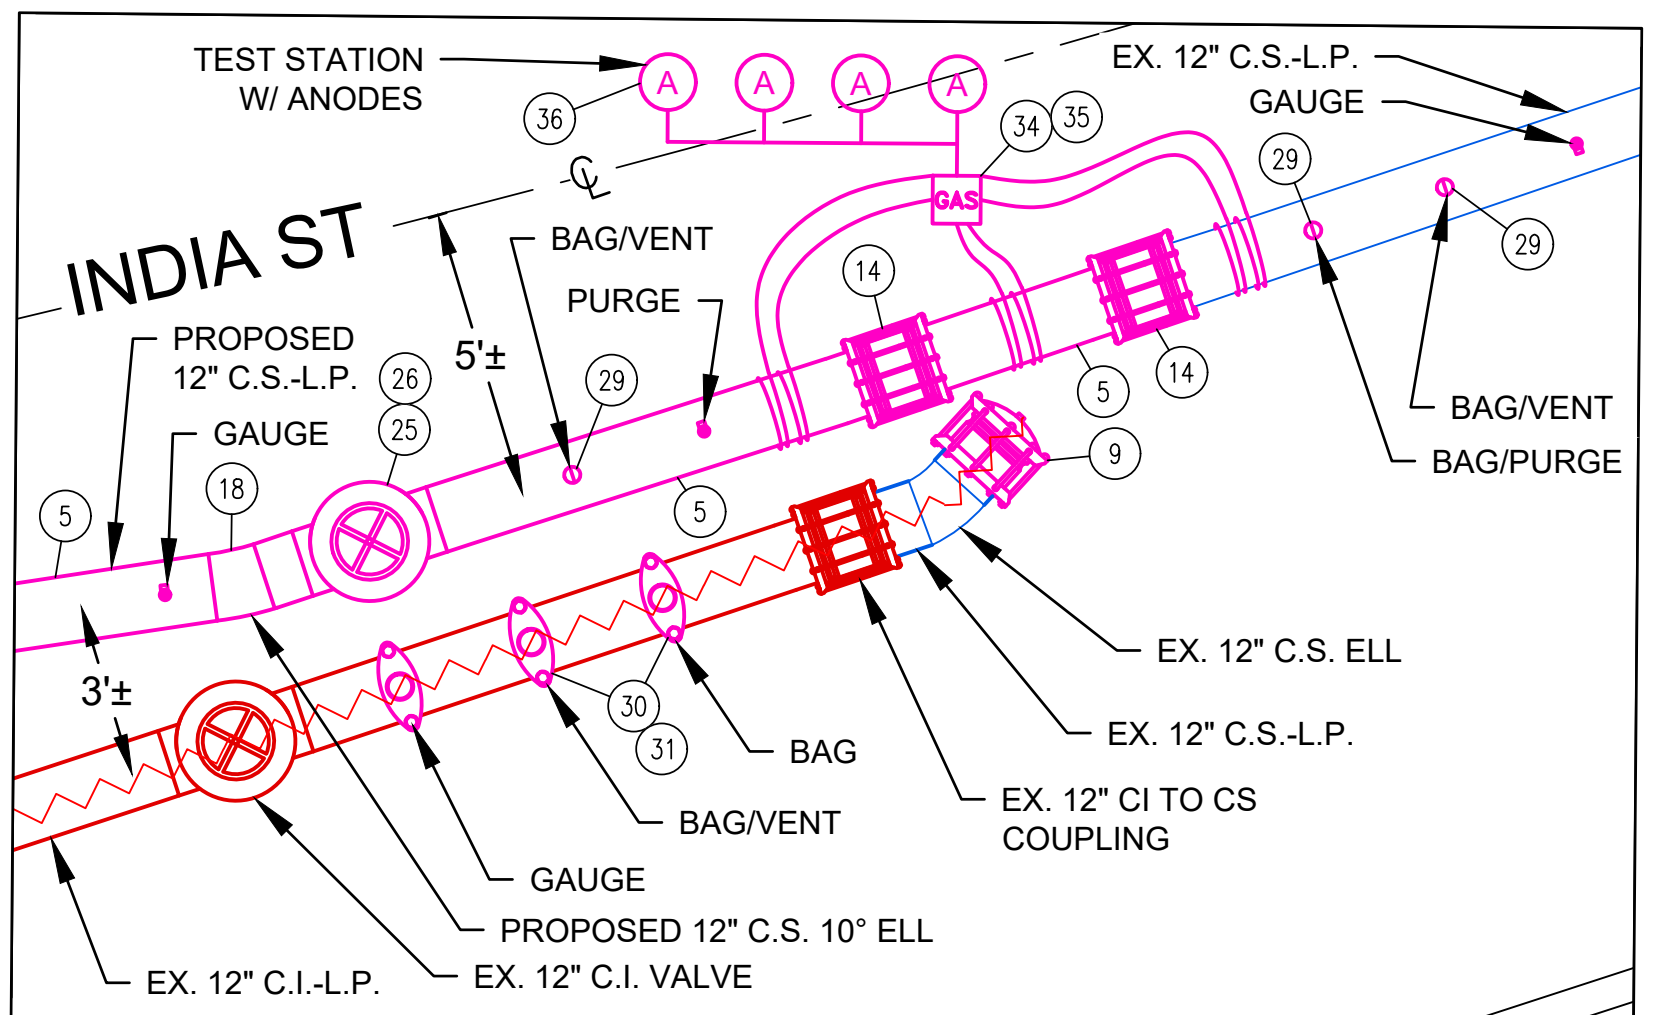 TEST STATION
W/ ANODES
A
A
A
A
36
34
35
EX. 12" C.S.-L.P.
GAUGE
29
GAS
℄
INDIA ST
BAG/VENT
14
29
PURGE
PROPOSED
12" C.S.-L.P.
5'±
26
29
5
14
25
GAUGE
BAG/VENT
BAG/PURGE
9
18
5
5
EX. 12" C.S. ELL
3'±
30
31
BAG
EX. 12" C.S.-L.P.
BAG/VENT
EX. 12" CI TO CS
COUPLING
GAUGE
PROPOSED 12" C.S. 10° ELL
EX. 12" C.I.-L.P.
EX. 12" C.I. VALVE